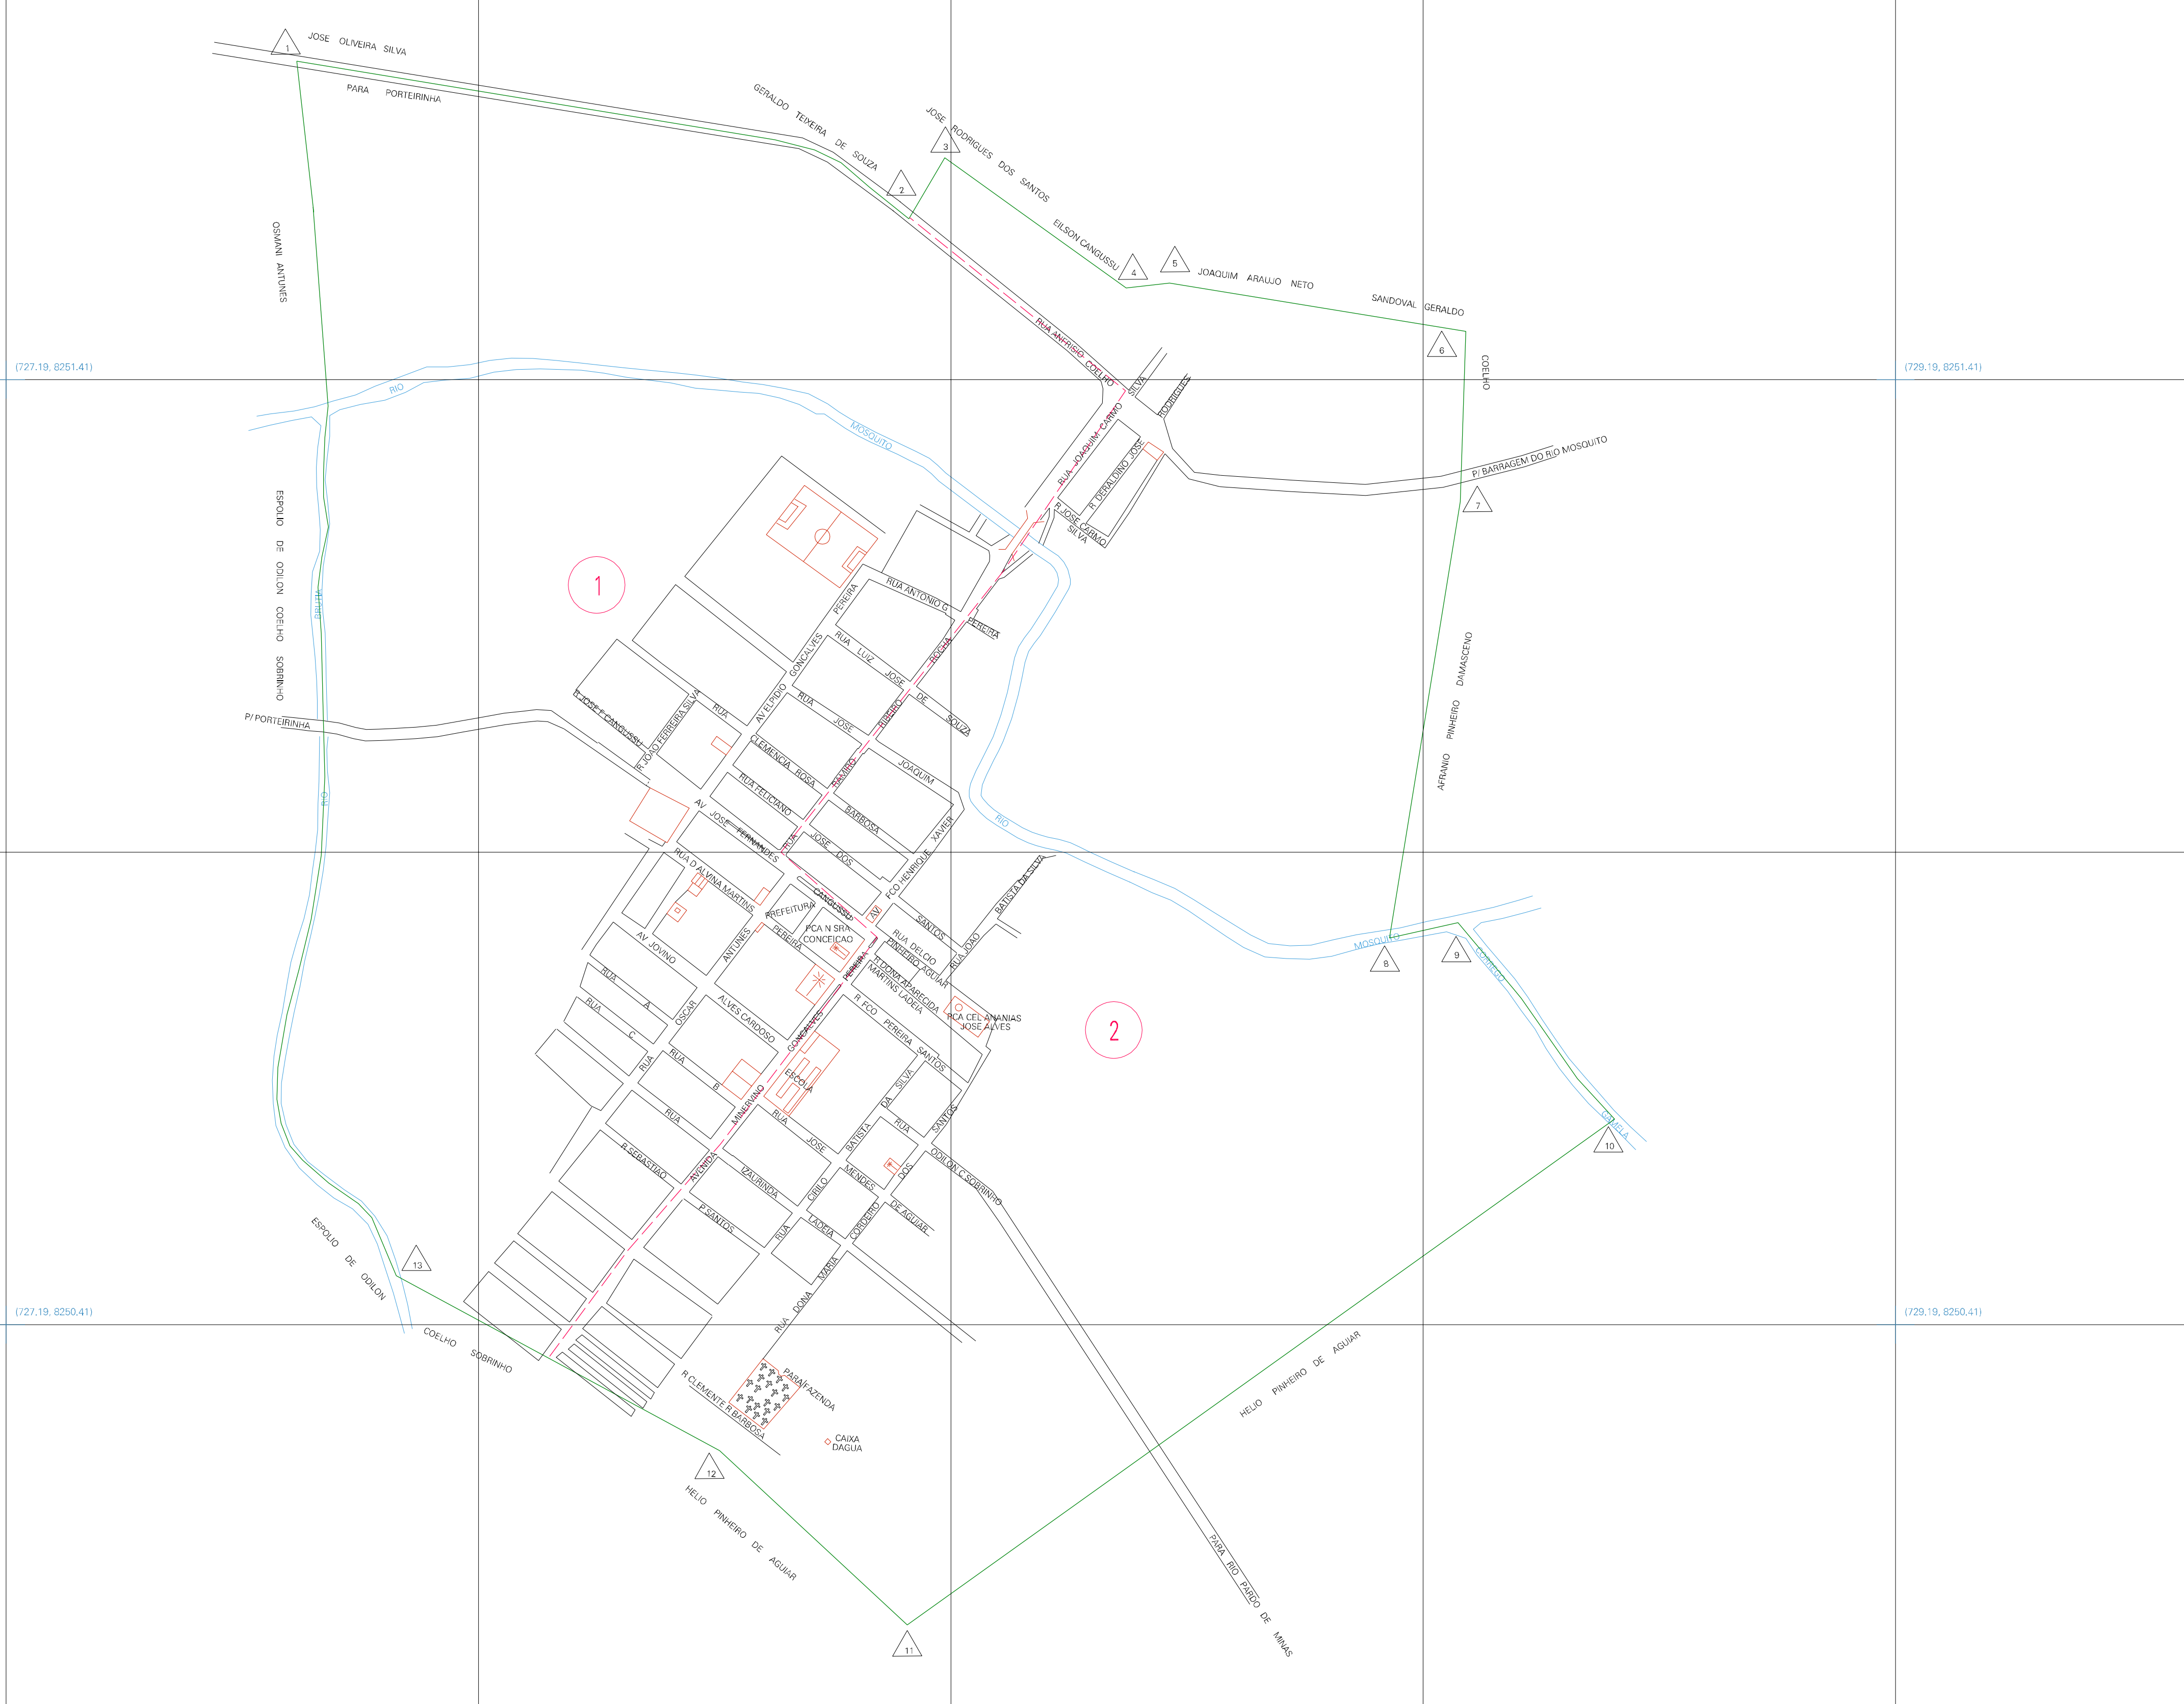 1
JOSE OLIVEIRA SILVA
PARA PORTEIRINHA
GERALDO TEIXEIRA DE SOUZA
2
3
JOSE RODRIGUES DOS SANTOS
EILSON CANGUSSU
4
5
JOAQUIM ARAUJO NETO
SANDOVAL GERALDO
COELHO
6
OSMANI ANTUNES
(727.19, 8251.41)
(729.19, 8251.41)
RUA ANFRISIO COELHO
RIO
MOSQUITO
SILVA
RODRIGUES
RUA JOAQUIM CARMO
R DERALDINO JOSE
R JOSE CARMO
SILVA
P/ BARRAGEM DO RIO MOSQUITO
7
ESPOLIO DE ODILON COELHO SOBRINHO
BRUTIA
RIO
1
RUA ANTONIO G
PEREIRA
AV ELPIDIO GONCALVES PEREIRA
RUA LUIZ JOSE DE SOUZA
ROCHA
RIBEIRO
RAMIRO
RUA
AFRANIO PINHEIRO DAMASCENO
P/ PORTEIRINHA
R JOSE F CANGUSSU
R JOAO FERREIRA SILVA
RUA
CLEMENCIA ROSA
BARBOSA
RUA JOSE
JOAQUIM
XAVIER
RUA FELICIANO
JOSE DOS
SANTOS
AV JOSE FERNANDES
CANGUSSU
AV FCO HENRIQUE
RIO
MOSQUITO
RUA JOAO
BATISTA DA SILVA
RUA D ALVINA MARTINS
PEREIRA
PREFEITURA
PCA N SRA
CONCEICAO
RUA DELCIO
PINHEIRO AGUIAR
R DONA APARECIDA
MARTINS LADEIA
PCA CEL ANANIAS
JOSE ALVES
2
8
9
CORREGO
GAMELA
10
AV JOVINO
ALVES CARDOSO
RUA OSCAR ANTUNES
RUA A
RUA C
RUA B
R FCO PEREIRA SANTOS
AVENIDA MINERVINO GONCALVES PEREIRA
ESCOLA
RUA JOSE
MENDES
DE AGUIAR
RUA CIRILO BATISTA DA SILVA
RUA
ODILON C SOBRINHO
RUA
IZAURINDA
LADEIA
R SEBASTIAO
P SANTOS
RUA DONA MARIA CORDEIRO DOS SANTOS
13
ESPOLIO DE ODILON
COELHO SOBRINHO
(727.19, 8250.41)
(729.19, 8250.41)
HELIO PINHEIRO DE AGUIAR
PARA FAZENDA
R CLEMENTE R BARBOSA
CAIXA
DAGUA
12
HELIO PINHEIRO DE AGUIAR
11
PARA RIO PARDO DE MINAS